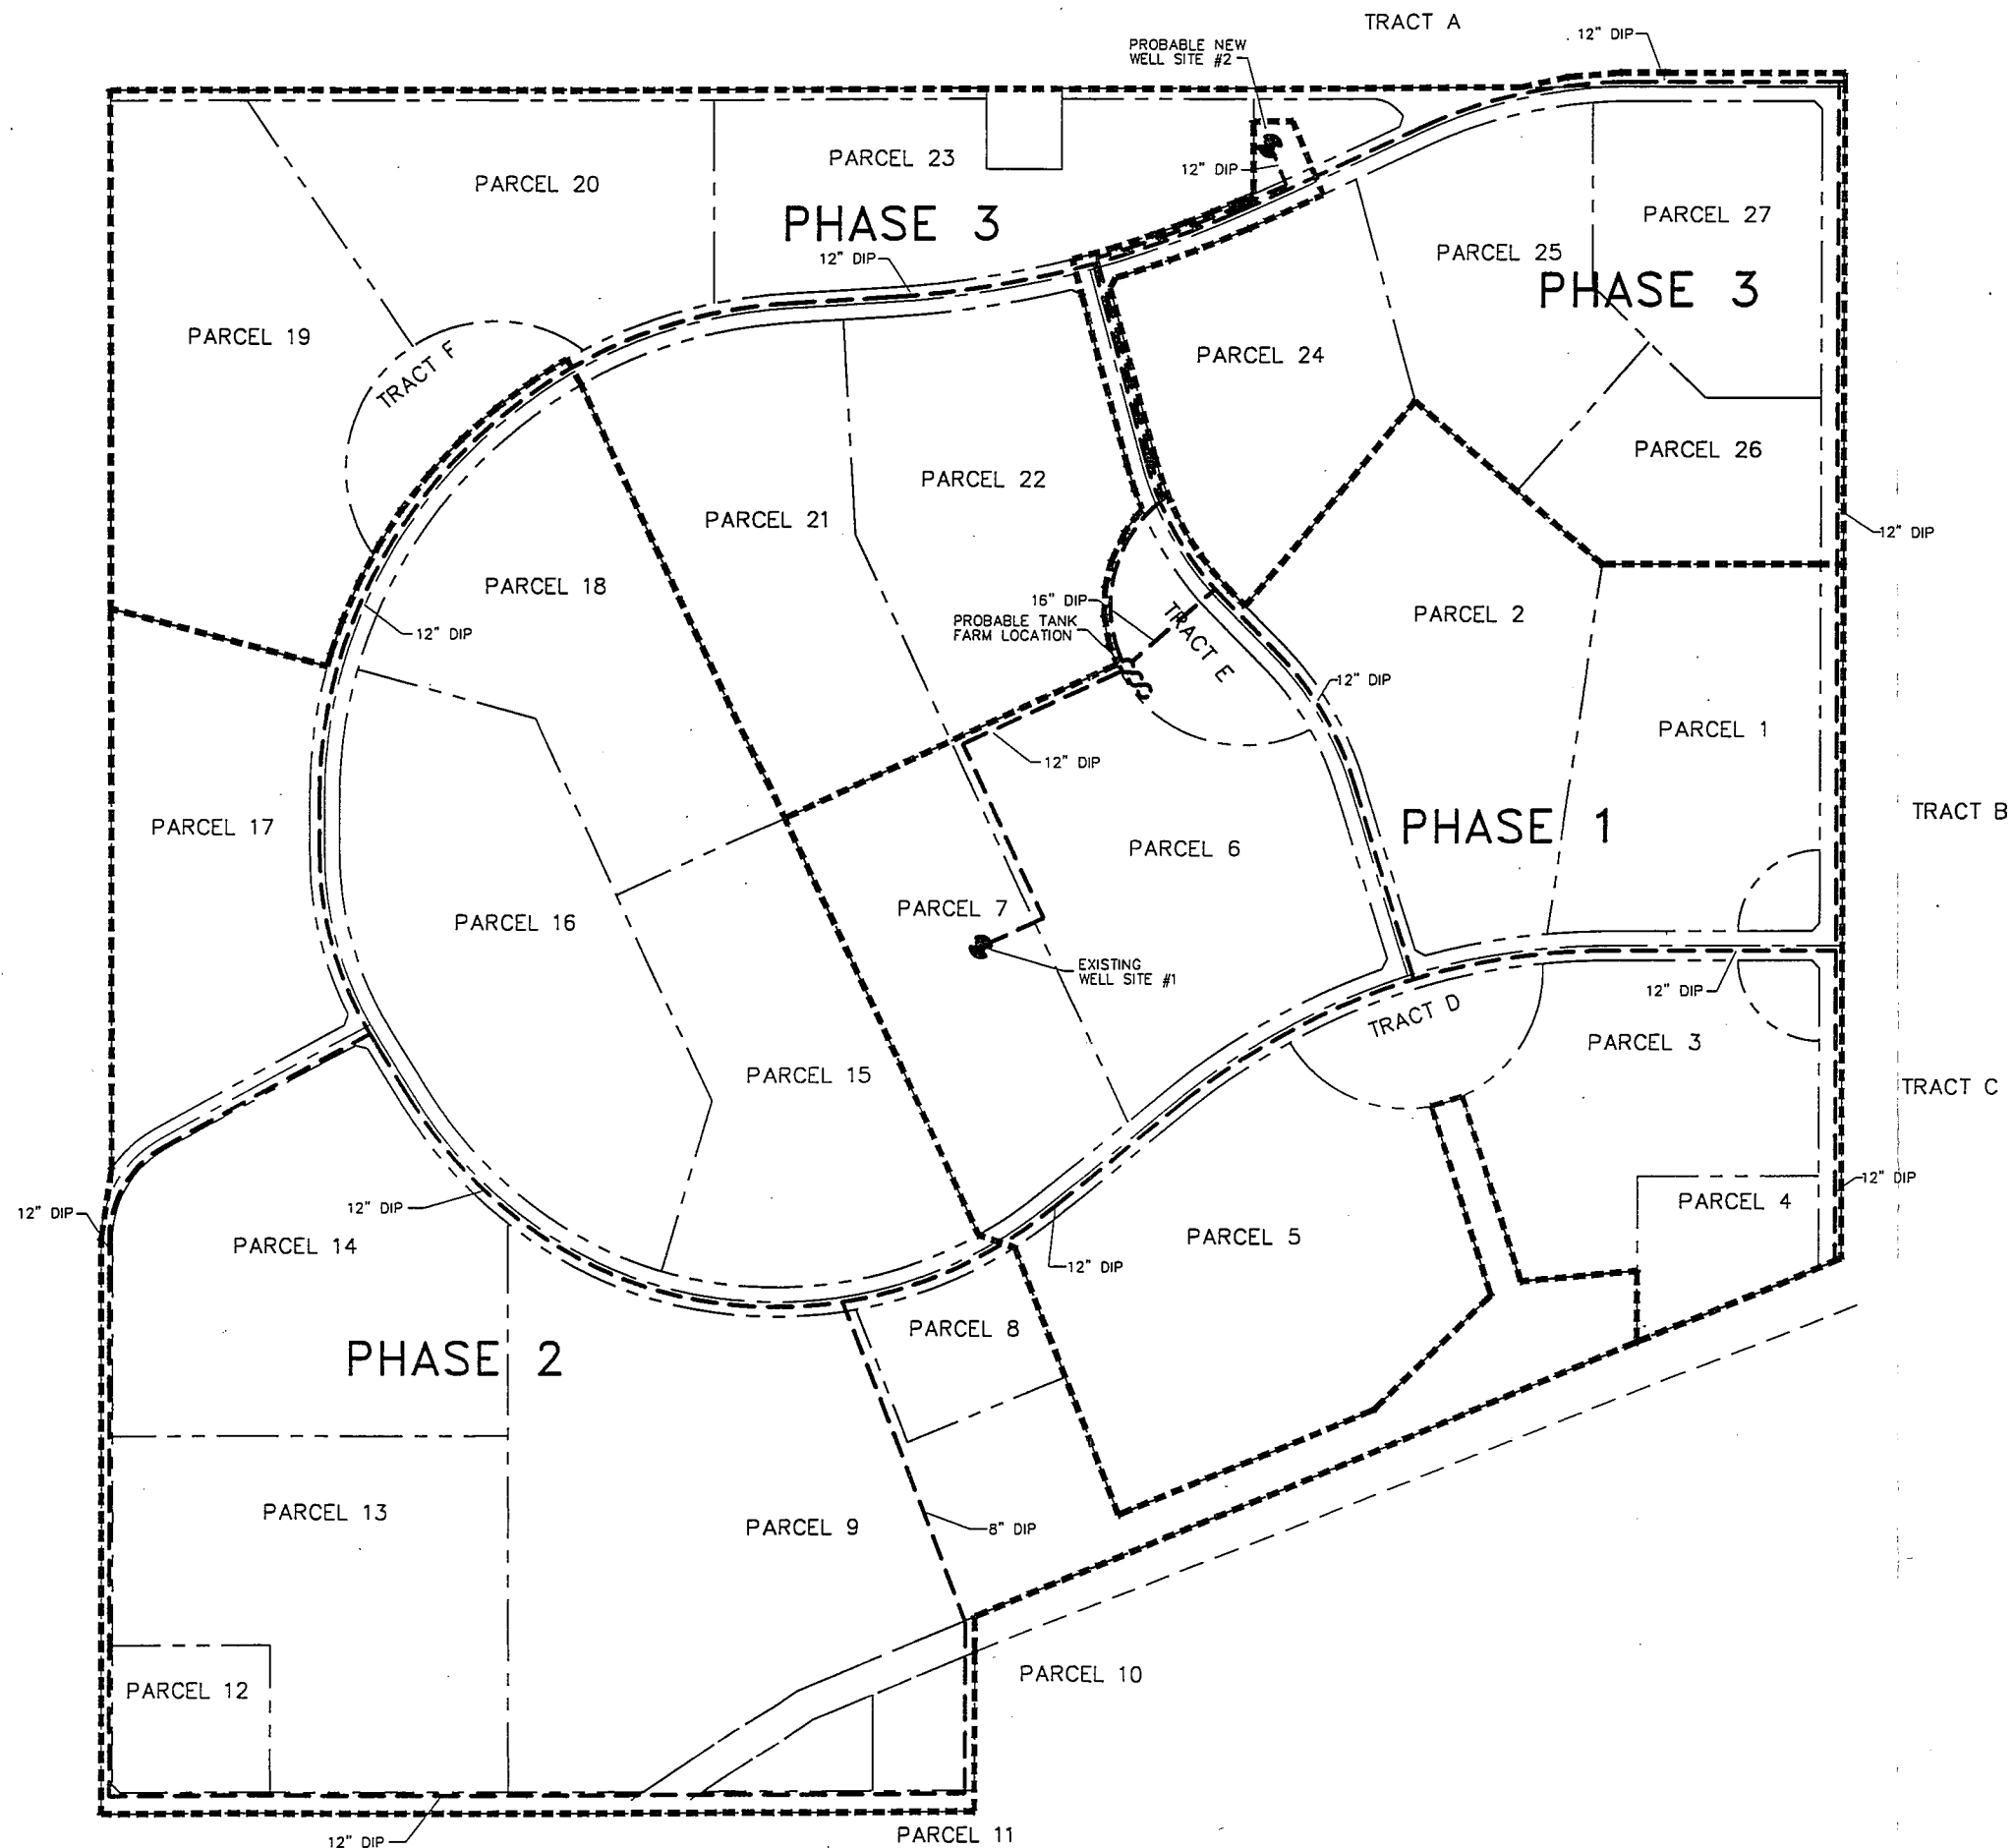 TRACT A
12" DIP
PROBABLE NEW
WELL SITE #2
PARCEL 23
12" DIP
PARCEL 20
PHASE 3
PARCEL 27
PARCEL 25
12" DIP
PHASE 3
PARCEL 19
TRACT F
PARCEL 24
PARCEL 26
PARCEL 22
PARCEL 21
12" DIP
PARCEL 18
16" DIP
PROBABLE TANK
FARM LOCATION
TRACT E
PARCEL 2
12" DIP
12" DIP
PARCEL 1
12" DIP
TRACT B
PARCEL 17
PHASE 1
PARCEL 6
PARCEL 7
PARCEL 16
EXISTING
WELL SITE #1
12" DIP
TRACT D
PARCEL 3
PARCEL 15
TRACT C
12" DIP
PARCEL 4
12" DIP
12" DIP
PARCEL 14
PARCEL 5
12" DIP
PARCEL 8
PHASE 2
PARCEL 13
PARCEL 9
8" DIP
PARCEL 10
PARCEL 12
PARCEL 11
12" DIP